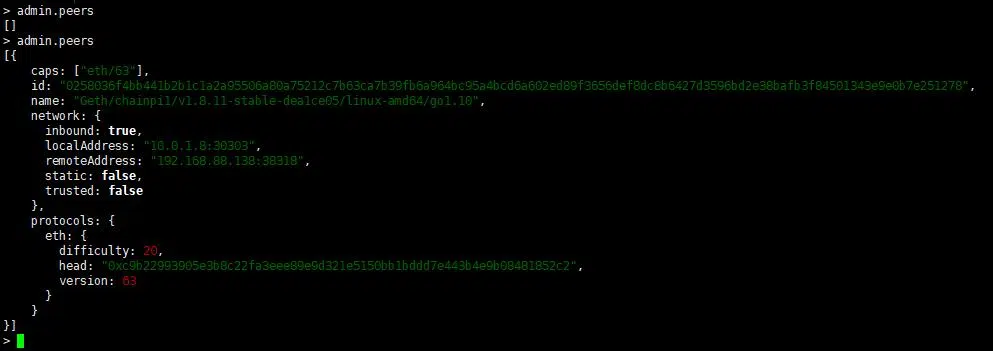 > admin.peers
[]
> admin.peers
[{
    caps: ["eth/63"],
    id: "0258036f4bb441b2b1c1a2a95506a80a75212c7b63ca7b39fb6a964bc95a4bcd6a602ed89f3656def8dc8b6427d3596bd2e38bafb3f84501343e9e0b7e251278",
    name: "Geth/chainpi1/v1.8.11-stable-dea1ce05/linux-amd64/go1.10",
    network: {
      inbound: true,
      localAddress: "10.0.1.8:30303",
      remoteAddress: "192.168.88.138:38318",
      static: false,
      trusted: false
    },
    protocols: {
      eth: {
        difficulty: 20,
        head: "0xc9b22993905e3b8c22fa3eee89e9d321e5150bb1bddd7e443b4e9b08481852c2",
        version: 63
      }
    }
}]
>